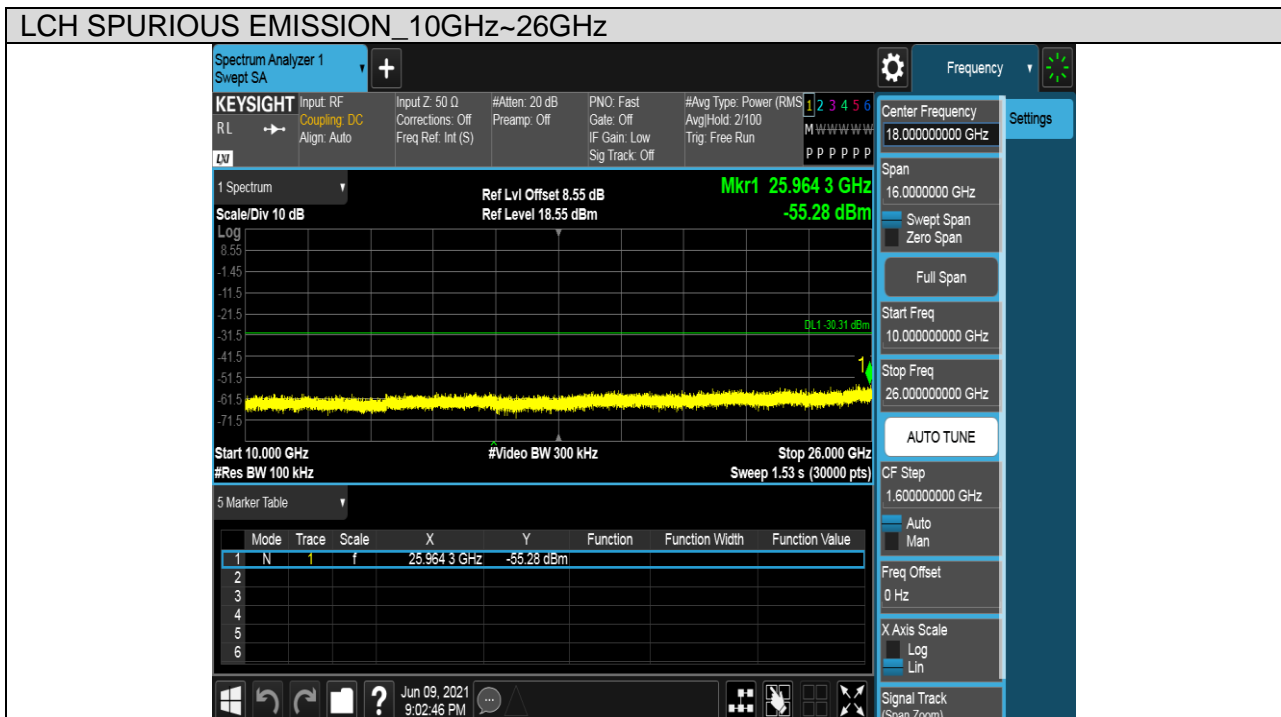 LCH SPURIOUS EMISSION_10GHz~26GHz
Spectrum Analyzer 1
Swept SA
Frequency
KEYSIGHT
RL
LXI
Input: RF
Coupling: DC
Align: Auto
Input Z: 50 Ω
Corrections: Off
Freq Ref: Int (S)
#Atten: 20 dB
Preamp: Off
PNO: Fast
Gate: Off
IF Gain: Low
Sig Track: Off
#Avg Type: Power (RMS
Avg|Hold: 2/100
Trig: Free Run
1 2 3 4 5 6
M W W W W W
P P P P P P
1 Spectrum
Scale/Div 10 dB
Ref Lvl Offset 8.55 dB
Ref Level 18.55 dBm
Mkr1 25.964 3 GHz
-55.28 dBm
Log
8.55
-1.45
-11.5
-21.5
-31.5
-41.5
-51.5
-61.5
-71.5
DL1 -30.31 dBm
1
Start 10.000 GHz
#Res BW 100 kHz
#Video BW 300 kHz
Stop 26.000 GHz
Sweep 1.53 s (30000 pts)
5 Marker Table
Mode Trace Scale X Y Function Function Width Function Value
1 N 1 f 25.964 3 GHz -55.28 dBm
2
3
4
5
6
?
Jun 09, 2021
9:02:46 PM
Center Frequency
18.000000000 GHz
Settings
Span
16.0000000 GHz
Swept Span
Zero Span
Full Span
Start Freq
10.000000000 GHz
Stop Freq
26.000000000 GHz
AUTO TUNE
CF Step
1.600000000 GHz
Auto
Man
Freq Offset
0 Hz
X Axis Scale
Log
Lin
Signal Track
(Span Zoom)